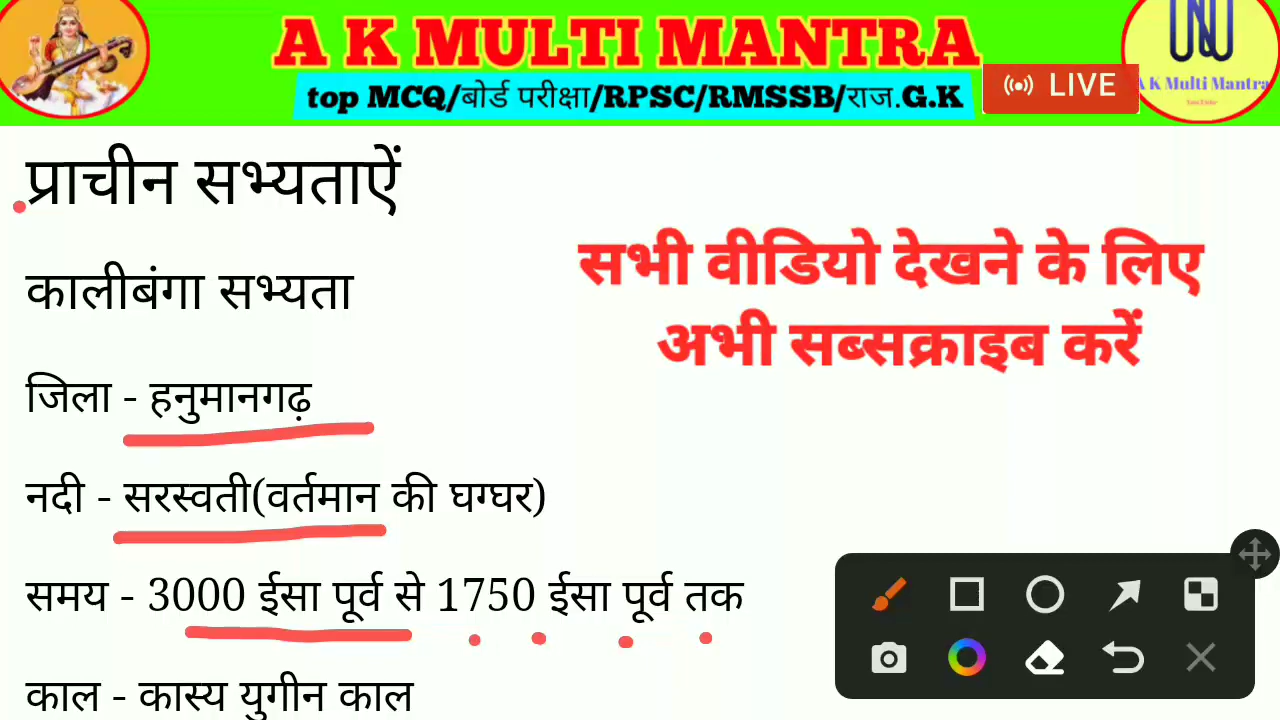 A K MULTI MANTRA
top MCQ/बोर्ड परीक्षा/RPSC/RMSSB/राज.G.K
LIVE
A K Multi Mantra
प्राचीन सभ्यताऐं
सभी वीडियो देखने के लिए
अभी सब्सक्राइब करें
कालीबंगा सभ्यता
जिला - हनुमानगढ़
नदी - सरस्वती(वर्तमान की घग्घर)
समय - 3000 ईसा पूर्व से 1750 ईसा पूर्व तक
काल - कास्य युगीन काल